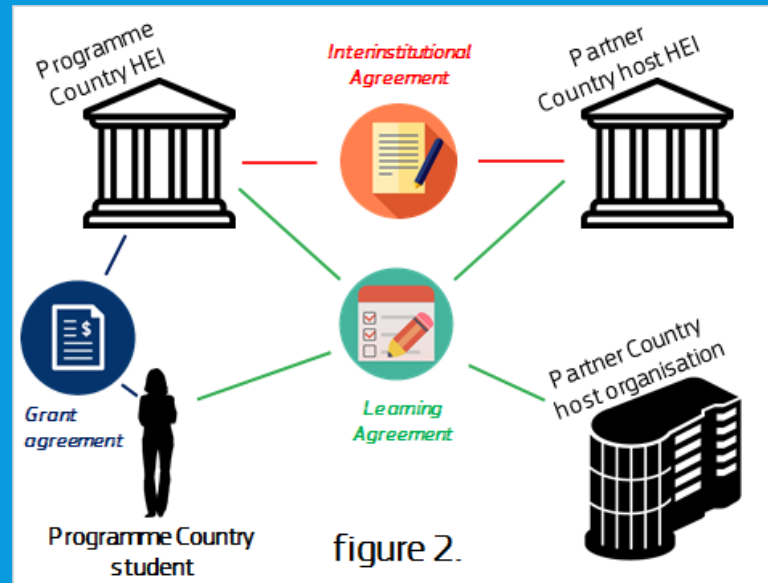 Programme
Country HEI
Interinstitutional
Agreement
Partner
Country host HEI
$
Grant
agreement
Learning
Agreement
Partner Country
host organisation
Programme Country
student
figure 2.